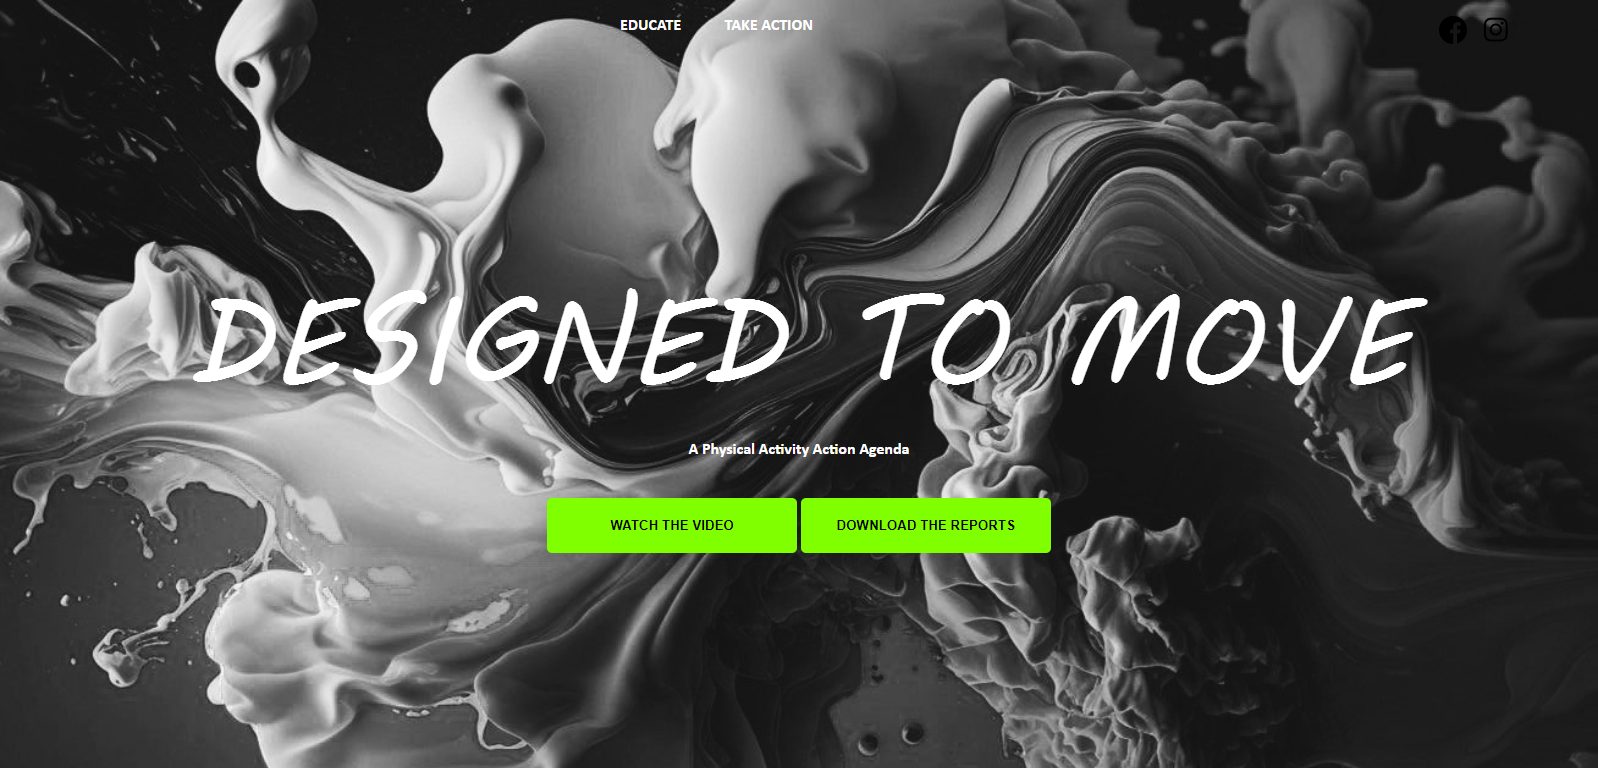 EDUCATE TAKE ACTION
DESIGNED TO MOVE
A Physical Activity Action Agenda
WATCH THE VIDEO DOWNLOAD THE REPORTS